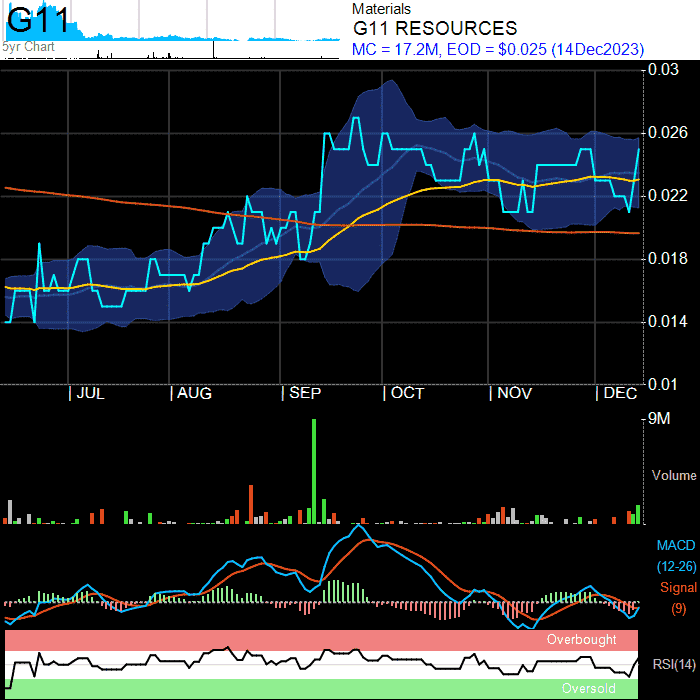 G11
5yr Chart
Materials
G11 RESOURCES
MC = 17.2M, EOD = $0.025 (14Dec2023)
0.03
0.026
0.022
0.018
0.014
0.01
JUL AUG SEP OCT NOV DEC
9M
Volume
MACD
(12-26)
Signal
(9)
Overbought
RSI(14)
Oversold